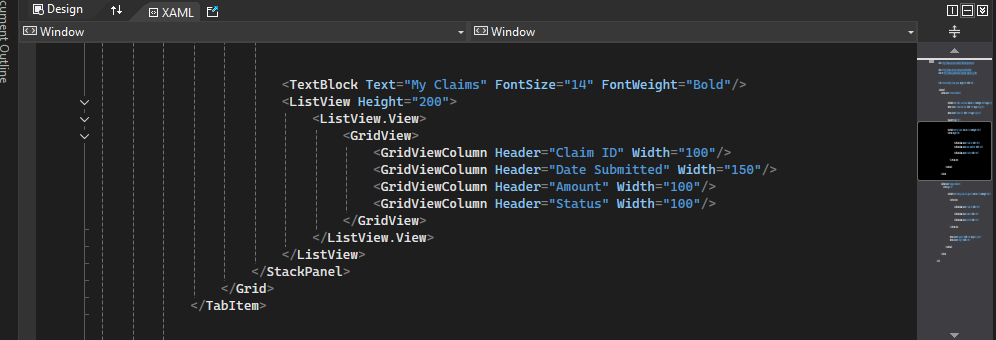 Design
XAML
Window
Window
cument Outline
<TextBlock Text="My Claims" FontSize="14" FontWeight="Bold"/>
<ListView Height="200">
<ListView.View>
<GridView>
<GridViewColumn Header="Claim ID" Width="100"/>
<GridViewColumn Header="Date Submitted" Width="150"/>
<GridViewColumn Header="Amount" Width="100"/>
<GridViewColumn Header="Status" Width="100"/>
</GridView>
</ListView.View>
</ListView>
</StackPanel>
</Grid>
</TabItem>